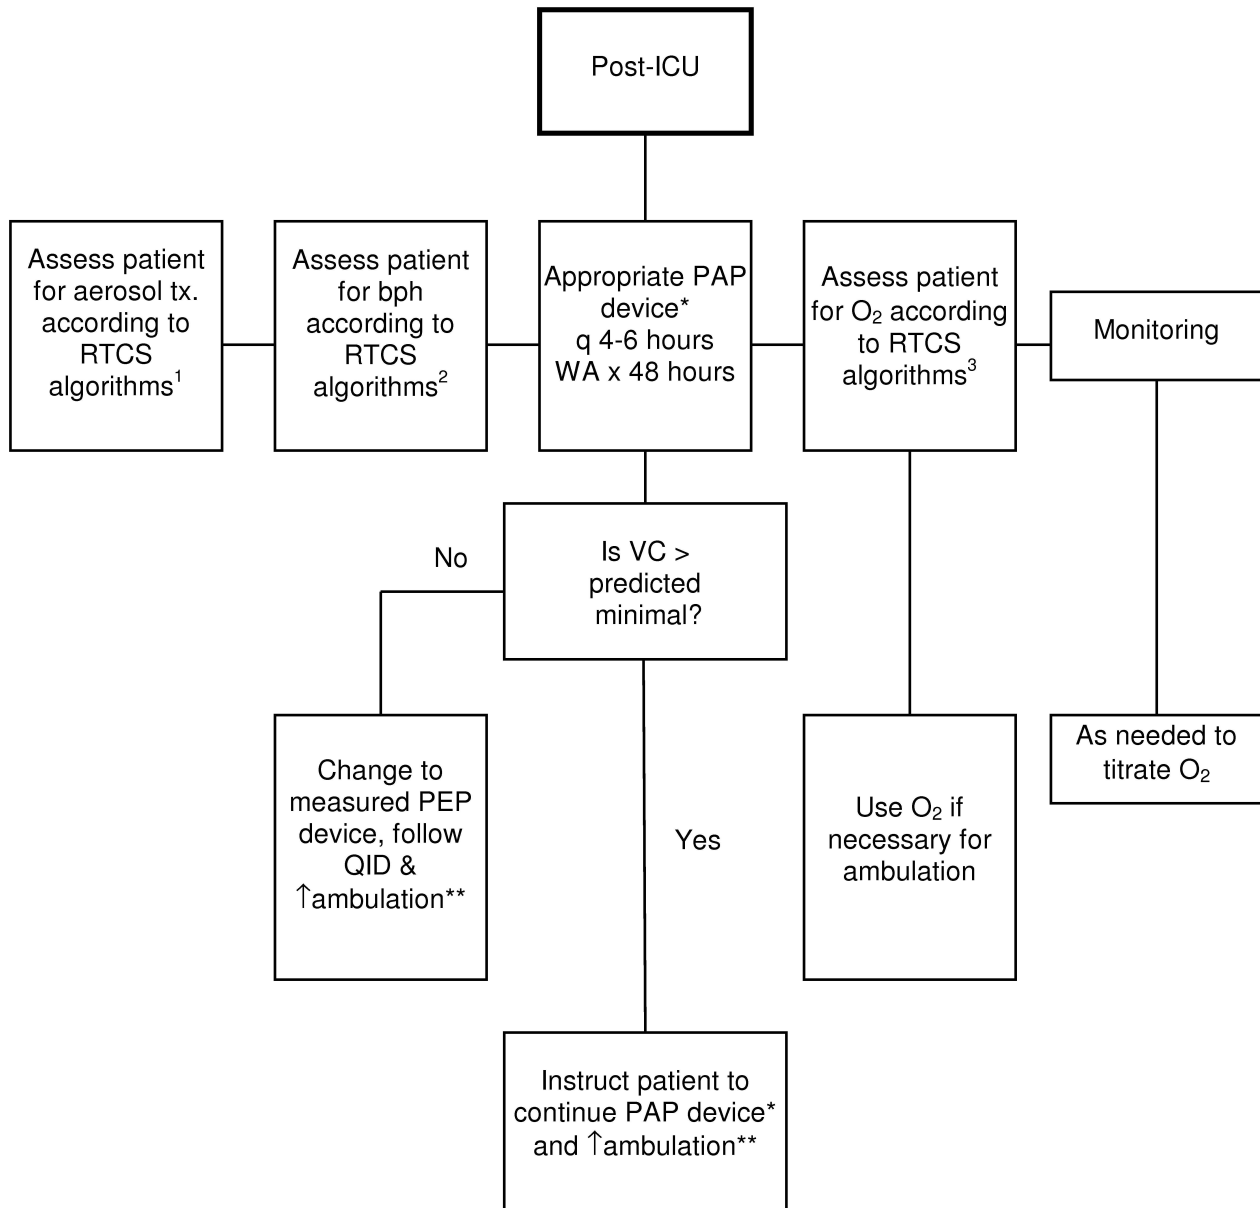 Post-ICU
Assess patient
for aerosol tx.
according to
RTCS
algorithms1
Assess patient
for bph
according to
RTCS
algorithms2
Appropriate PAP
device*
q 4-6 hours
WA x 48 hours
Assess patient
for O2 according
to RTCS
algorithms3
Monitoring
Is VC >
predicted
minimal?
No
Yes
Change to
measured PEP
device, follow
QID &
↑ambulation**
Use O2 if
necessary for
ambulation
As needed to
titrate O2
Instruct patient to
continue PAP device*
and ↑ambulation**